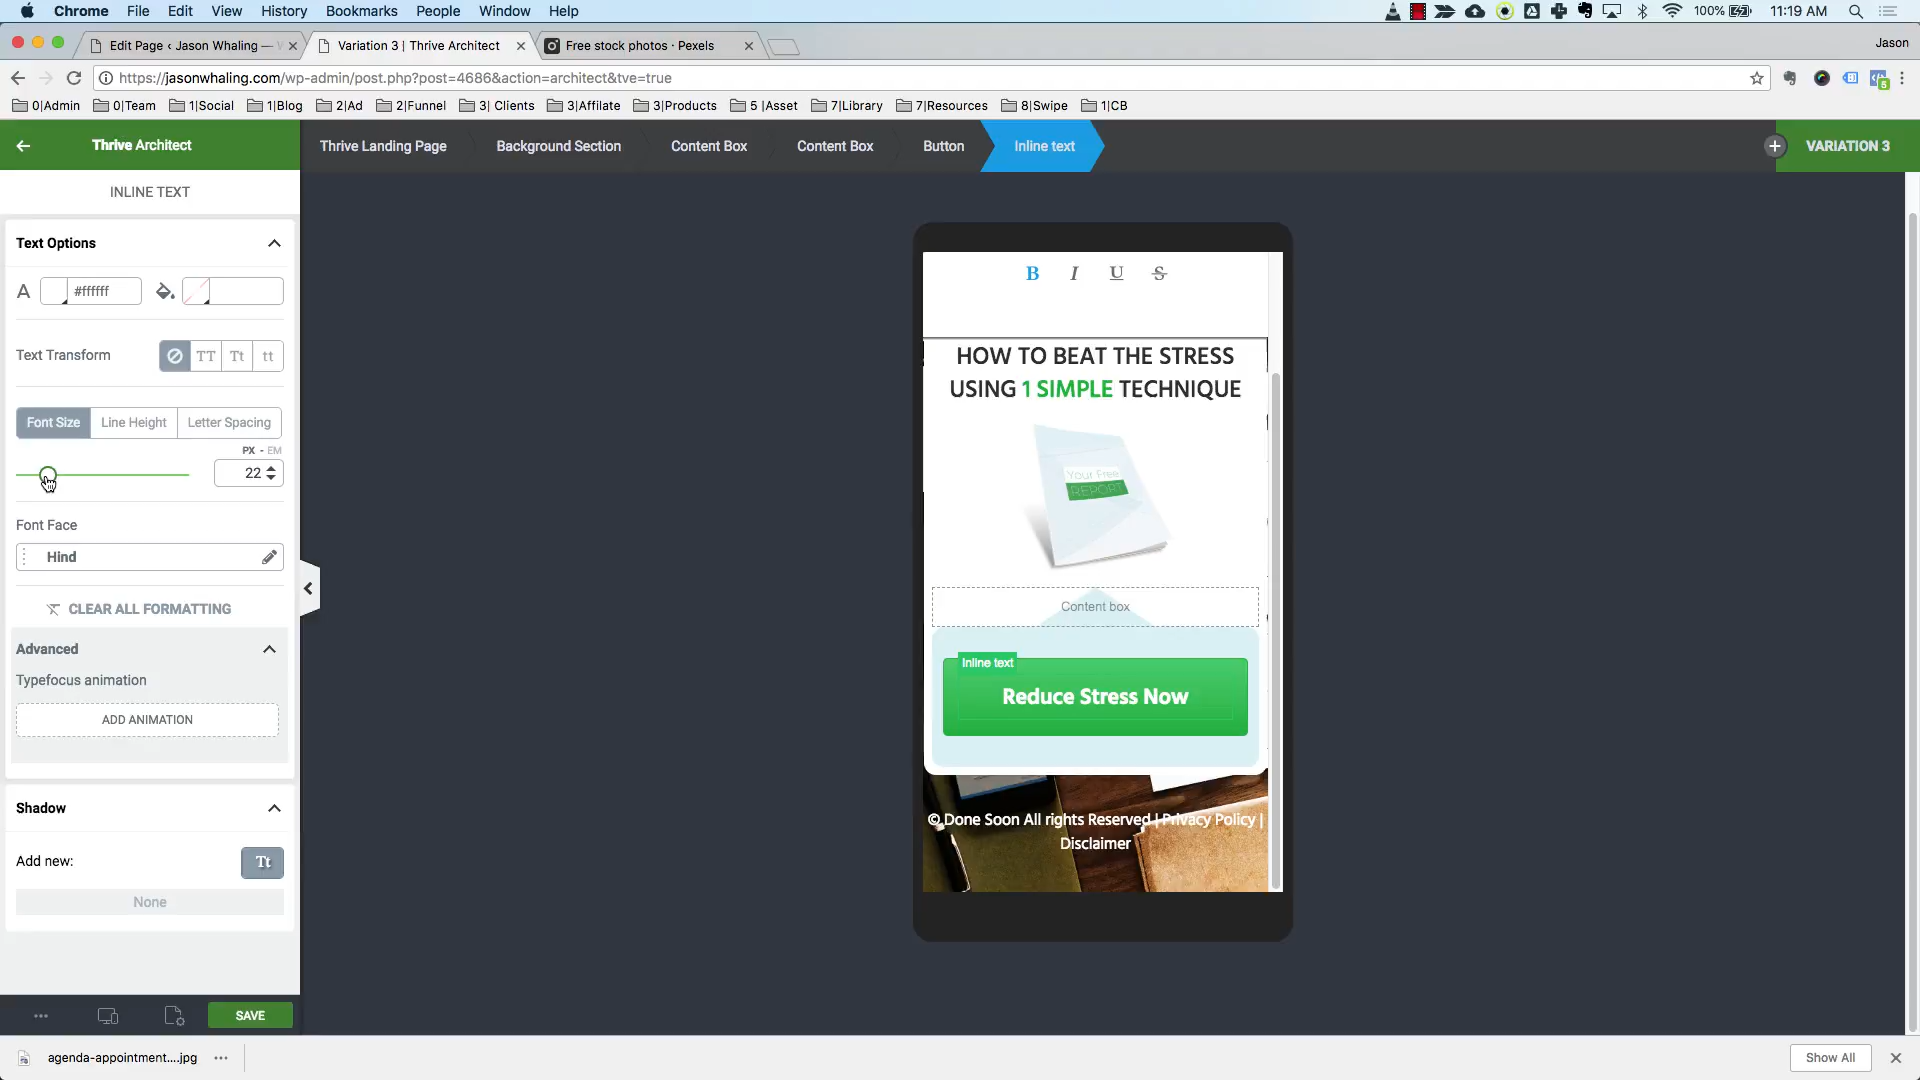 Chrome File Edit View History Bookmarks People Window Help 100% 11:19 AM
Edit Page ‹ Jason Whaling —
Variation 3 | Thrive Architect
Free stock photos · Pexels
Jason
https://jasonwhaling.com/wp-admin/post.php?post=4686&action=architect&tve=true
5
0|Admin 0|Team 1|Social 1|Blog 2|Ad 2|Funnel 3| Clients 3|Affilate 3|Products 5 |Asset 7|Library 7|Resources 8|Swipe 1|CB
Thrive Architect
Thrive Landing Page Background Section Content Box Content Box Button Inline text
+ VARIATION 3
INLINE TEXT
Text Options
A #ffffff
Text Transform TT Tt tt
Font Size Line Height Letter Spacing
PX - EM
22
Font Face
Hind
CLEAR ALL FORMATTING
Advanced
Typefocus animation
ADD ANIMATION
Shadow
Add new: Tt
None
SAVE
B I U S
HOW TO BEAT THE STRESS
USING 1 SIMPLE TECHNIQUE
Your Free
REPORT
Content box
Inline text
Reduce Stress Now
© Done Soon All rights Reserved | Privacy Policy |
Disclaimer
agenda-appointment....jpg
Show All